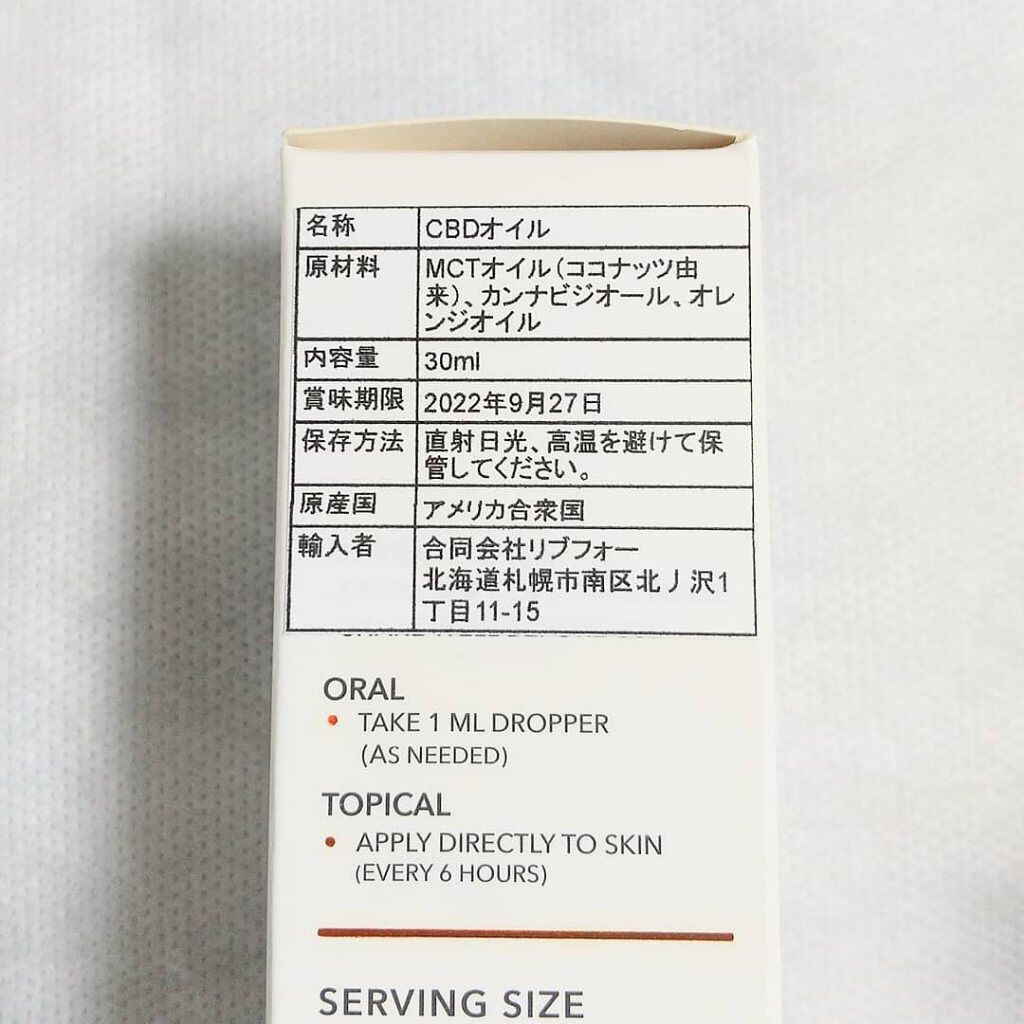 名称 CBDオイル
原材料 MCTオイル（ココナッツ由
来）、カンナビジオール、オレ
ンジオイル
内容量 30ml
賞味期限 2022年9月27日
保存方法 直射日光、高温を避けて保
管してください。
原産国 アメリカ合衆国
輸入者 合同会社リブフォー
北海道札幌市南区北ノ沢1
丁目11-15
ORAL
• TAKE 1 ML DROPPER
(AS NEEDED)
TOPICAL
• APPLY DIRECTLY TO SKIN
(EVERY 6 HOURS)
SERVING SIZE